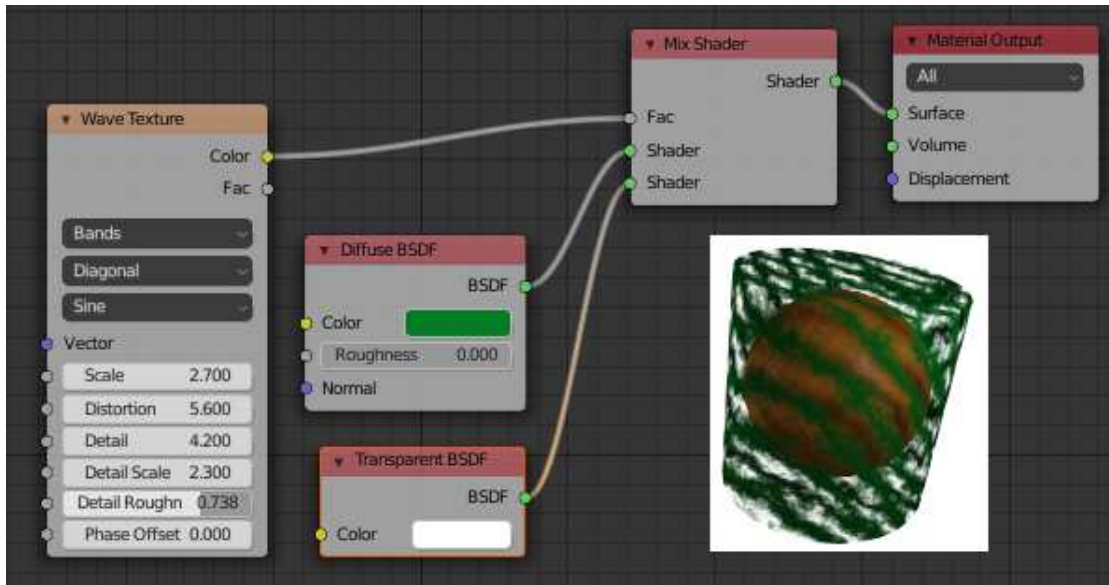 Wave Texture
Color
Fac
Bands
Diagonal
Sine
Vector
Scale 2.700
Distortion 5.600
Detail 4.200
Detail Scale 2.300
Detail Roughn 0.738
Phase Offset 0.000
Diffuse BSDF
BSDF
Color
Roughness 0.000
Normal
Transparent BSDF
BSDF
Color
Mix Shader
Shader
Fac
Shader
Shader
Material Output
All
Surface
Volume
Displacement